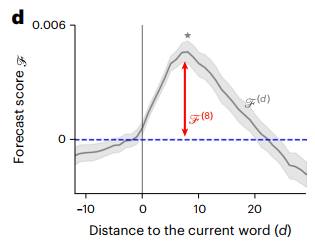 d
0.006
ℱ(d)
ℱ(8)
0
Forecast score ℱ
−10 0 10 20
Distance to the current word (d)